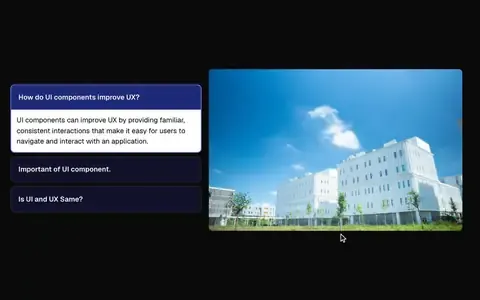 How do UI components improve UX?
UI components can improve UX by providing familiar,
consistent interactions that make it easy for users to
navigate and interact with an application.
Important of UI component.
Is UI and UX Same?